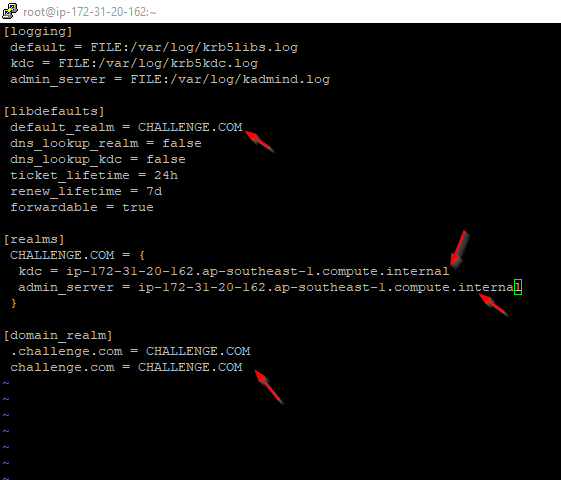 root@ip-172-31-20-162:~
[logging]
default = FILE:/var/log/krb5libs.log
kdc = FILE:/var/log/krb5kdc.log
admin_server = FILE:/var/log/kadmind.log
[libdefaults]
default_realm = CHALLENGE.COM
dns_lookup_realm = false
dns_lookup_kdc = false
ticket_lifetime = 24h
renew_lifetime = 7d
forwardable = true
[realms]
CHALLENGE.COM = {
kdc = ip-172-31-20-162.ap-southeast-1.compute.internal
admin_server = ip-172-31-20-162.ap-southeast-1.compute.internal
}
[domain_realm]
.challenge.com = CHALLENGE.COM
challenge.com = CHALLENGE.COM
~
~
~
~
~
~
~